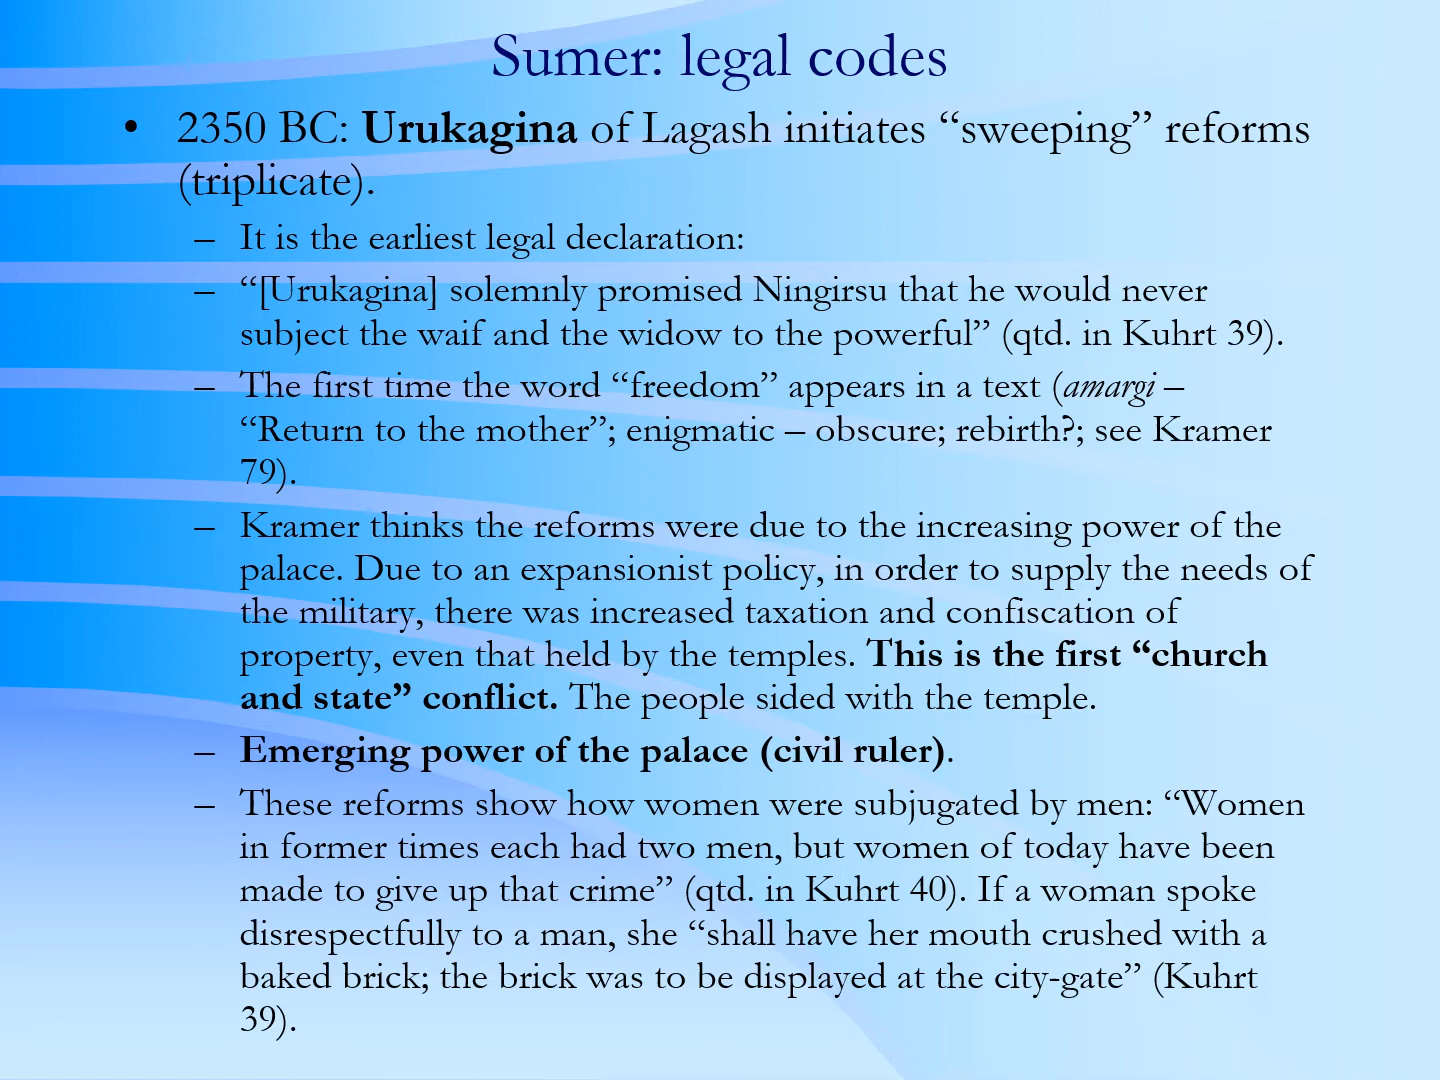 Sumer: legal codes
• 2350 BC: Urukagina of Lagash initiates “sweeping” reforms
(triplicate).
– It is the earliest legal declaration:
– “[Urukagina] solemnly promised Ningirsu that he would never
subject the waif and the widow to the powerful” (qtd. in Kuhrt 39).
– The first time the word “freedom” appears in a text (amargi –
“Return to the mother”; enigmatic – obscure; rebirth?; see Kramer
79).
– Kramer thinks the reforms were due to the increasing power of the
palace. Due to an expansionist policy, in order to supply the needs of
the military, there was increased taxation and confiscation of
property, even that held by the temples. This is the first “church
and state” conflict. The people sided with the temple.
– Emerging power of the palace (civil ruler).
– These reforms show how women were subjugated by men: “Women
in former times each had two men, but women of today have been
made to give up that crime” (qtd. in Kuhrt 40). If a woman spoke
disrespectfully to a man, she “shall have her mouth crushed with a
baked brick; the brick was to be displayed at the city-gate” (Kuhrt
39).